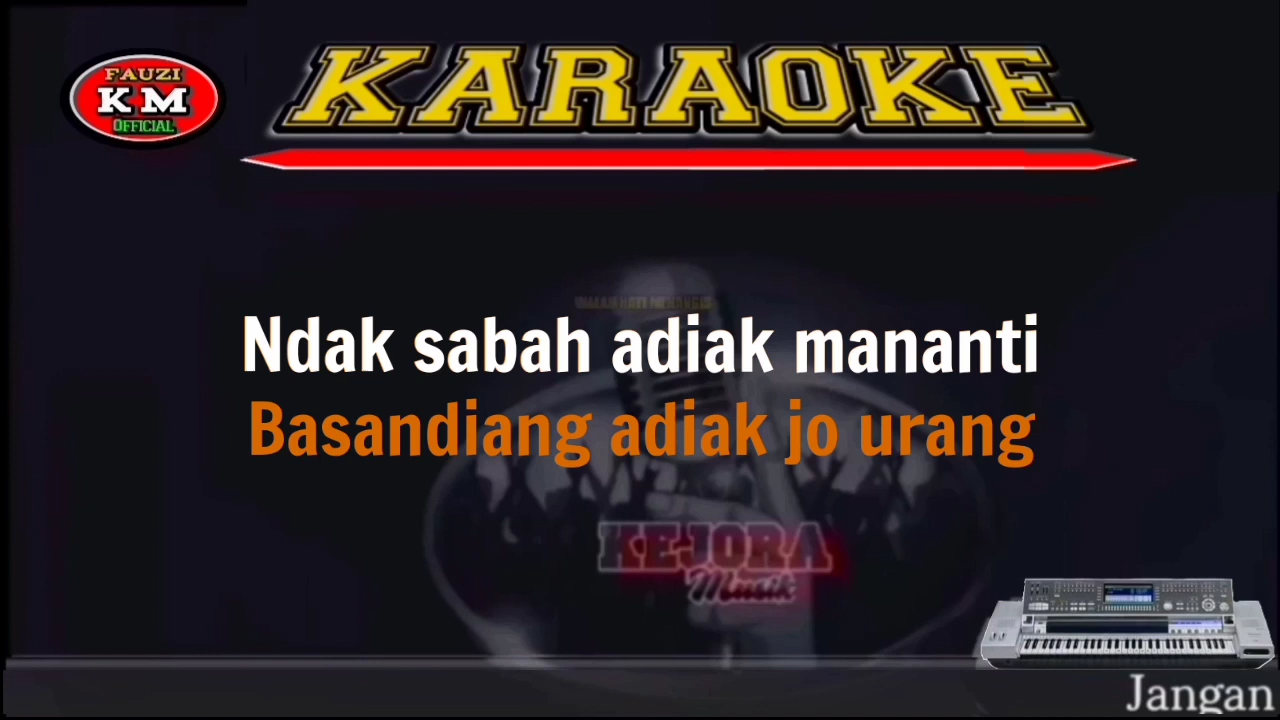 FAUZI
KM
OFFICIAL
KARAOKE
Ndak sabah adiak mananti
Basandiang adiak jo urang
KEJORA
Musik
Jangan